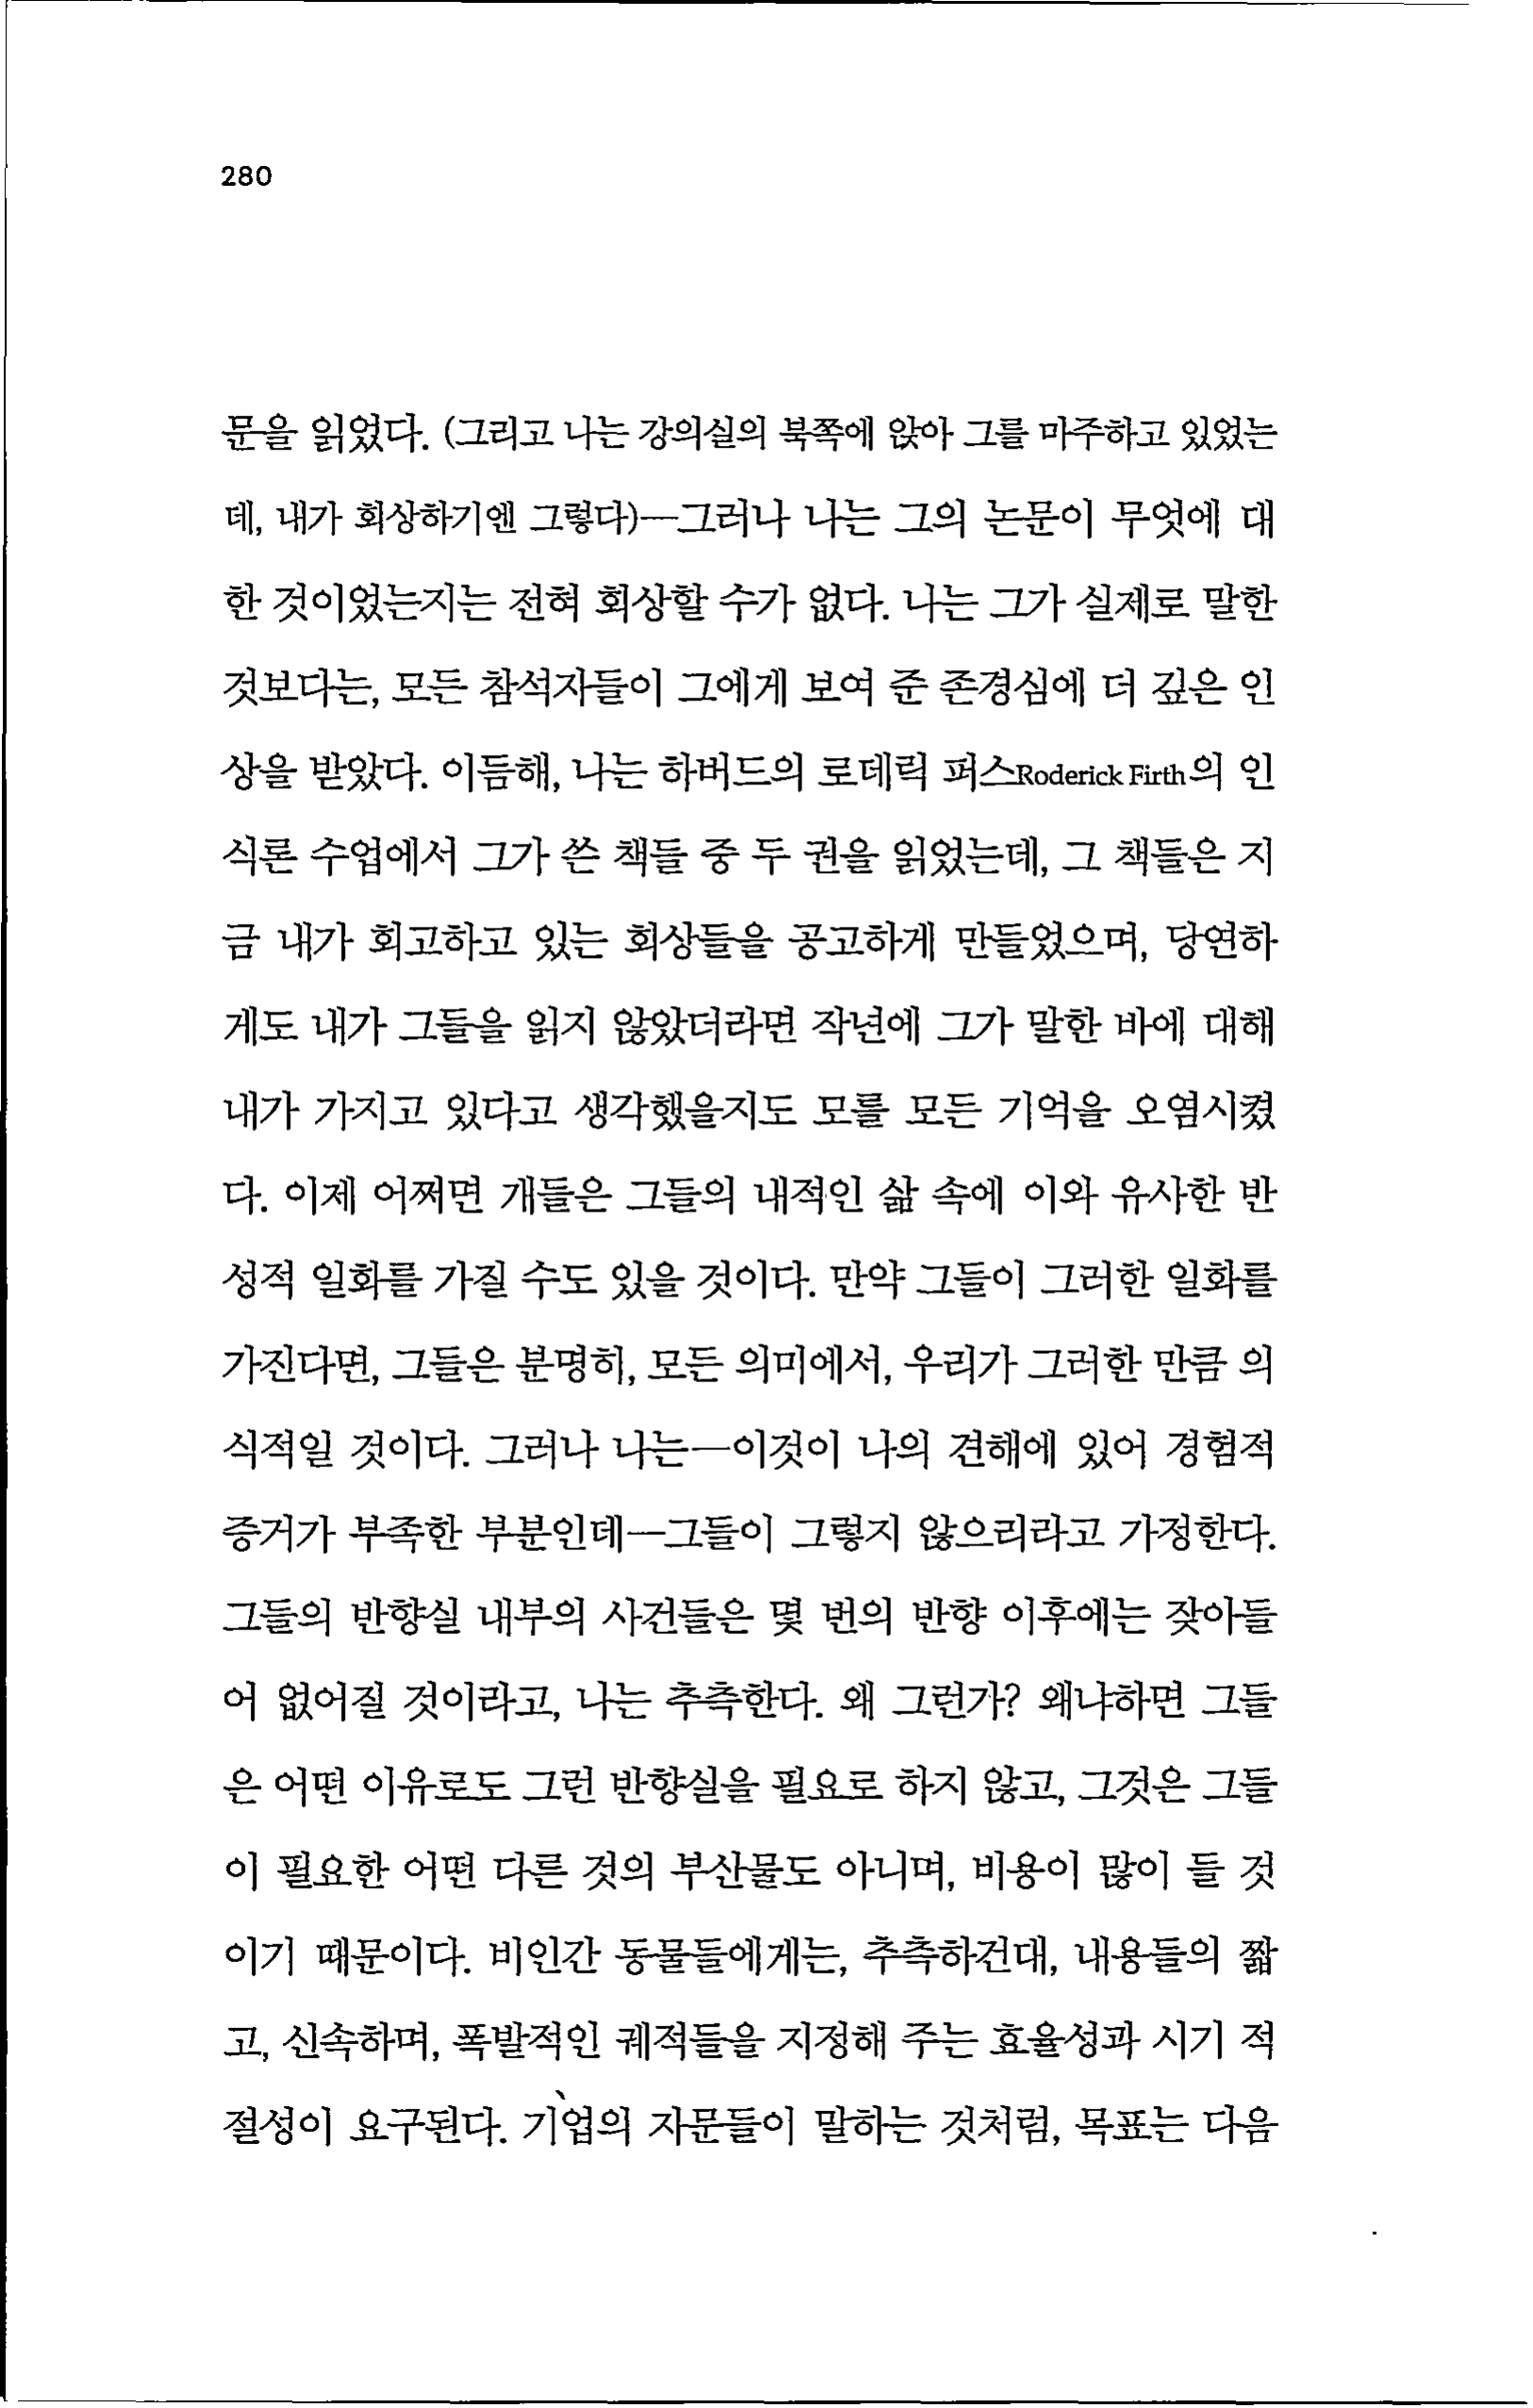 280
문을 읽었다. (그리고 나는 강의실의 북쪽에 앉아 그를 마주하고 있었는
데, 내가 회상하기엔 그렇다)—그러나 나는 그의 논문이 무엇에 대
한 것이었는지는 전혀 회상할 수가 없다. 나는 그가 실제로 말한
것보다는, 모든 참석자들이 그에게 보여 준 존경심에 더 깊은 인
상을 받았다. 이듬해, 나는 하버드의 로데릭 퍼스Roderick Firth의 인
식론 수업에서 그가 쓴 책들 중 두 권을 읽었는데, 그 책들은 지
금 내가 회고하고 있는 회상들을 공고하게 만들었으며, 당연하
게도 내가 그들을 읽지 않았더라면 작년에 그가 말한 바에 대해
내가 가지고 있다고 생각했을지도 모를 모든 기억을 오염시켰
다. 이제 어쩌면 개들은 그들의 내적인 삶 속에 이와 유사한 반
성적 일화를 가질 수도 있을 것이다. 만약 그들이 그러한 일화를
가진다면, 그들은 분명히, 모든 의미에서, 우리가 그러한 만큼 의
식적일 것이다. 그러나 나는—이것이 나의 견해에 있어 경험적
증거가 부족한 부분인데—그들이 그렇지 않으리라고 가정한다.
그들의 반향실 내부의 사건들은 몇 번의 반향 이후에는 잦아들
어 없어질 것이라고, 나는 추측한다. 왜 그런가? 왜냐하면 그들
은 어떤 이유로도 그런 반향실을 필요로 하지 않고, 그것은 그들
이 필요한 어떤 다른 것의 부산물도 아니며, 비용이 많이 들 것
이기 때문이다. 비인간 동물들에게는, 추측하건대, 내용들의 짧
고, 신속하며, 폭발적인 궤적들을 지정해 주는 효율성과 시기 적
절성이 요구된다. 기업의 자문들이 말하는 것처럼, 목표는 다음